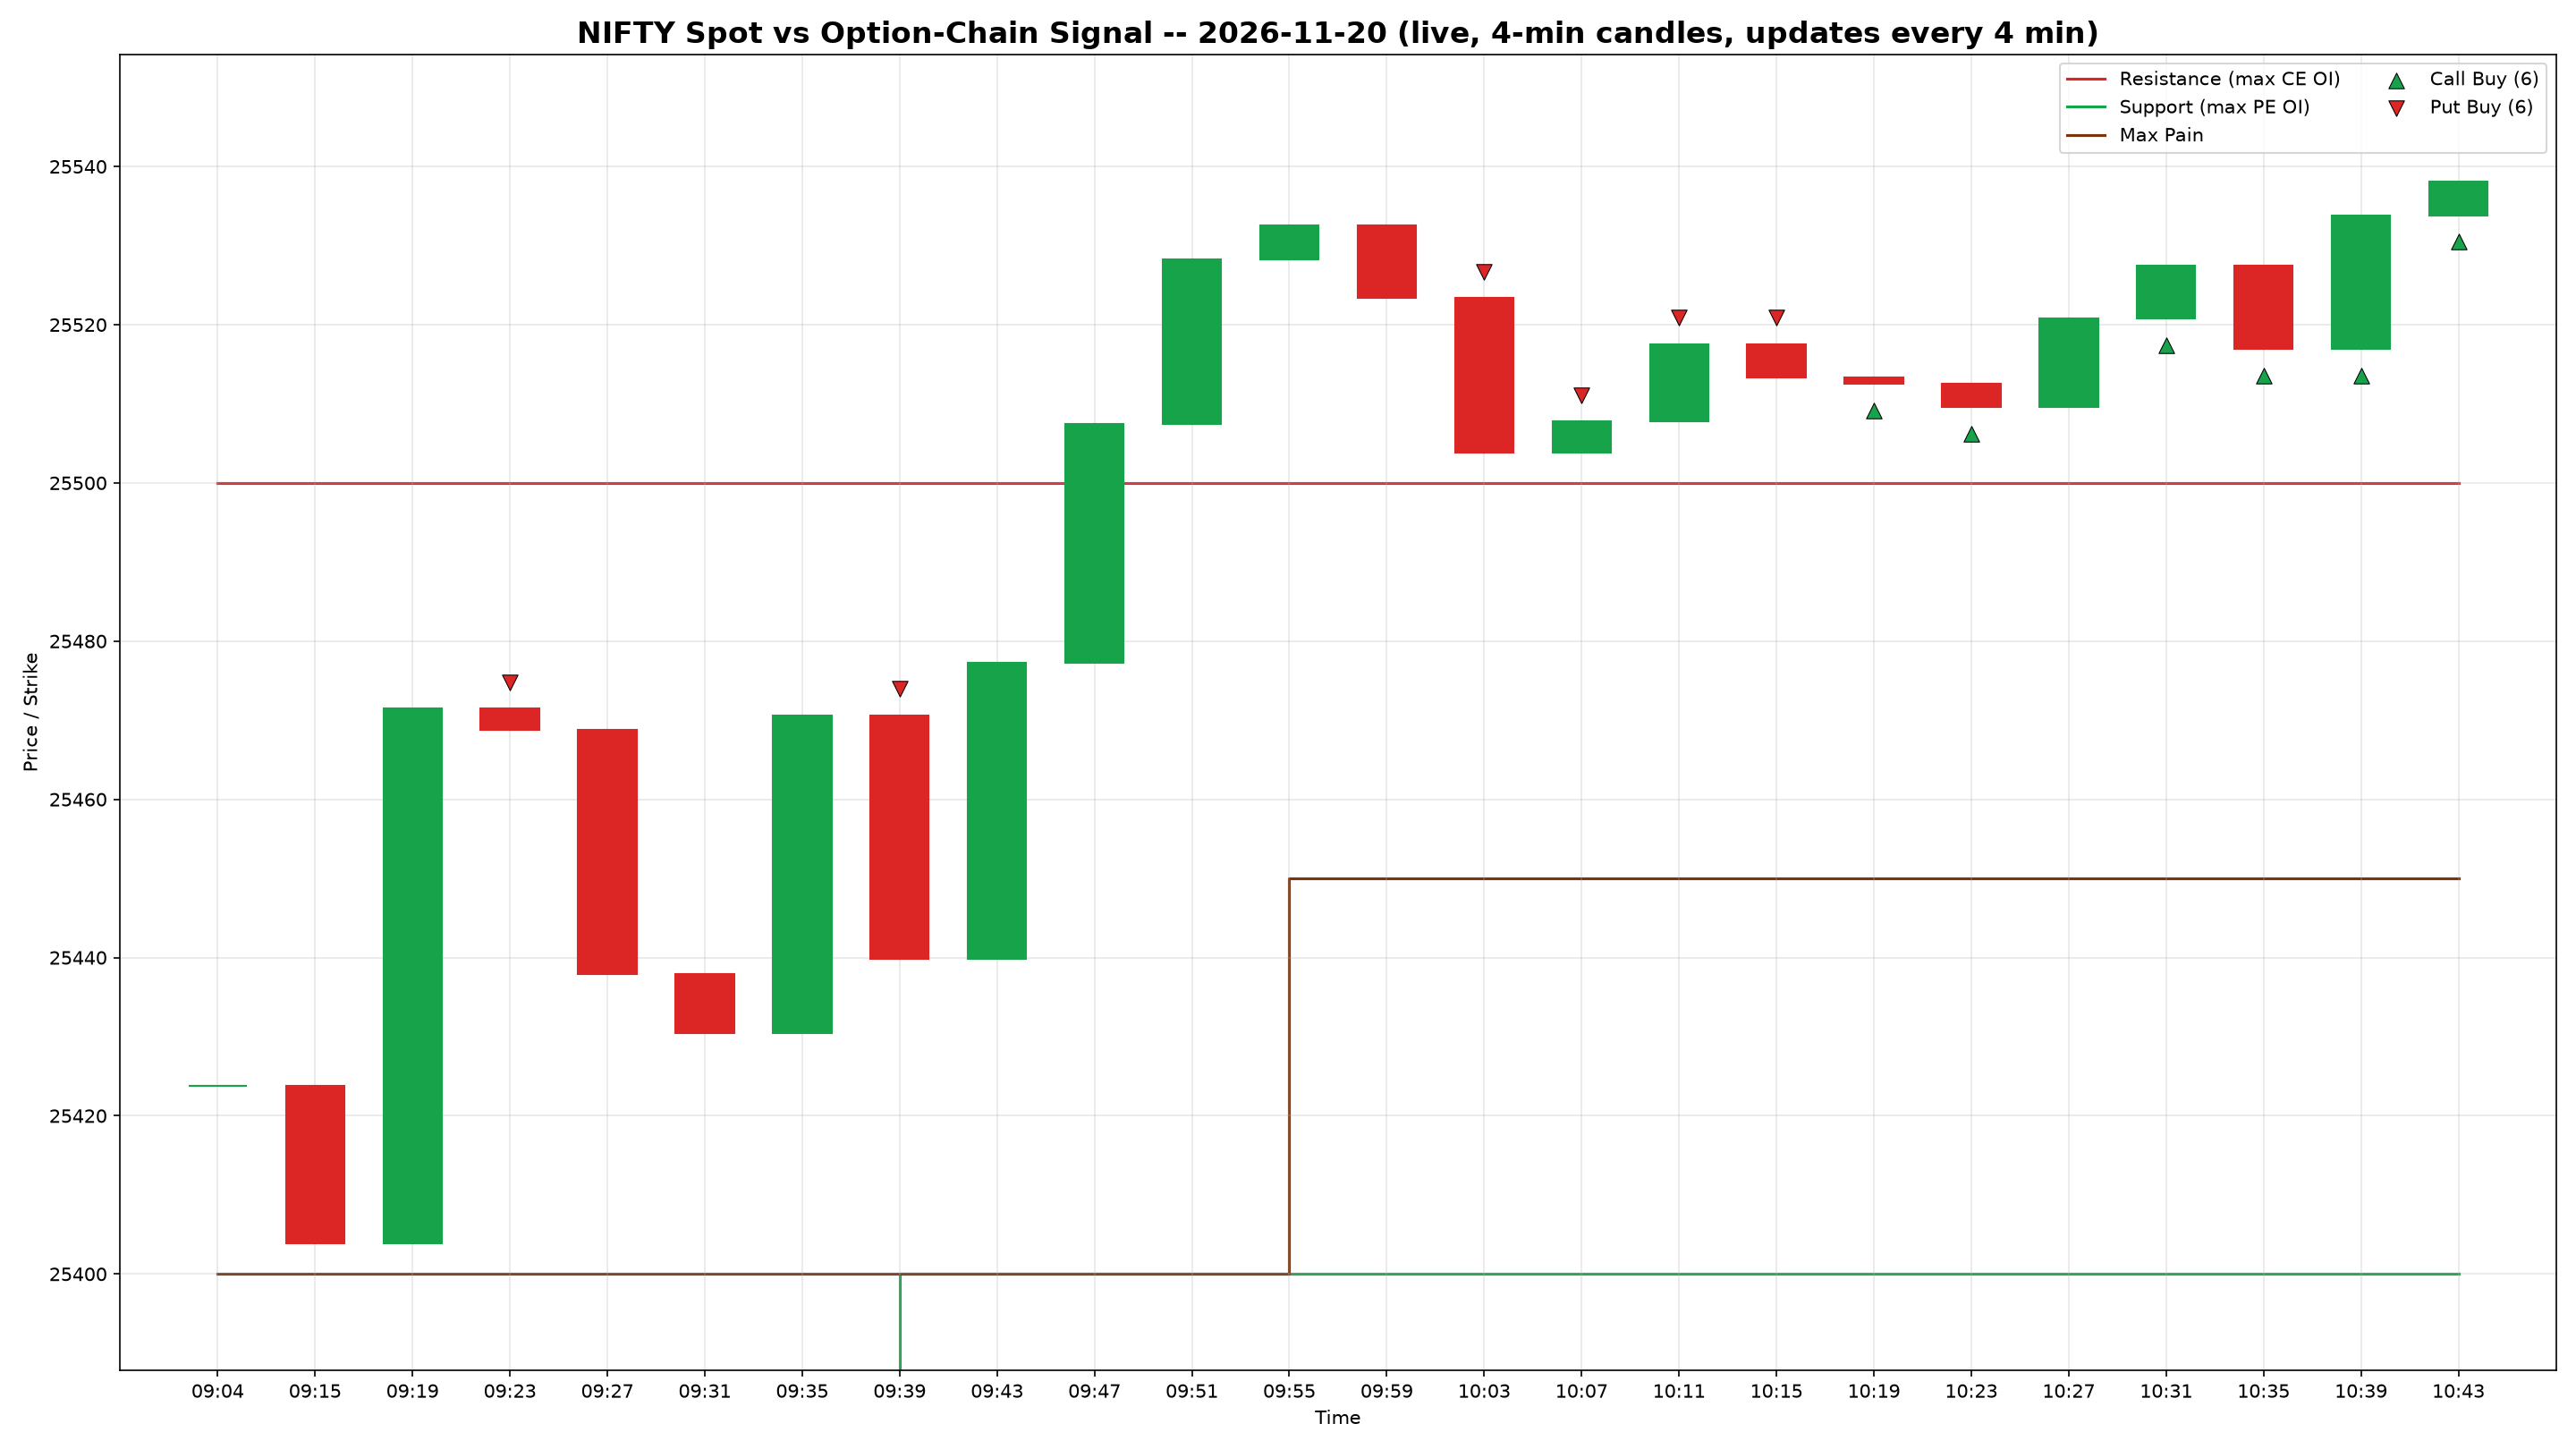 NIFTY Spot vs Option-Chain Signal -- 2026-11-20 (live, 4-min candles, updates every 4 min)
Resistance (max CE OI)
Support (max PE OI)
Max Pain
Call Buy (6)
Put Buy (6)
Price / Strike
25540
25520
25500
25480
25460
25440
25420
25400
09:04 09:15 09:19 09:23 09:27 09:31 09:35 09:39 09:43 09:47 09:51 09:55 09:59 10:03 10:07 10:11 10:15 10:19 10:23 10:27 10:31 10:35 10:39 10:43
Time